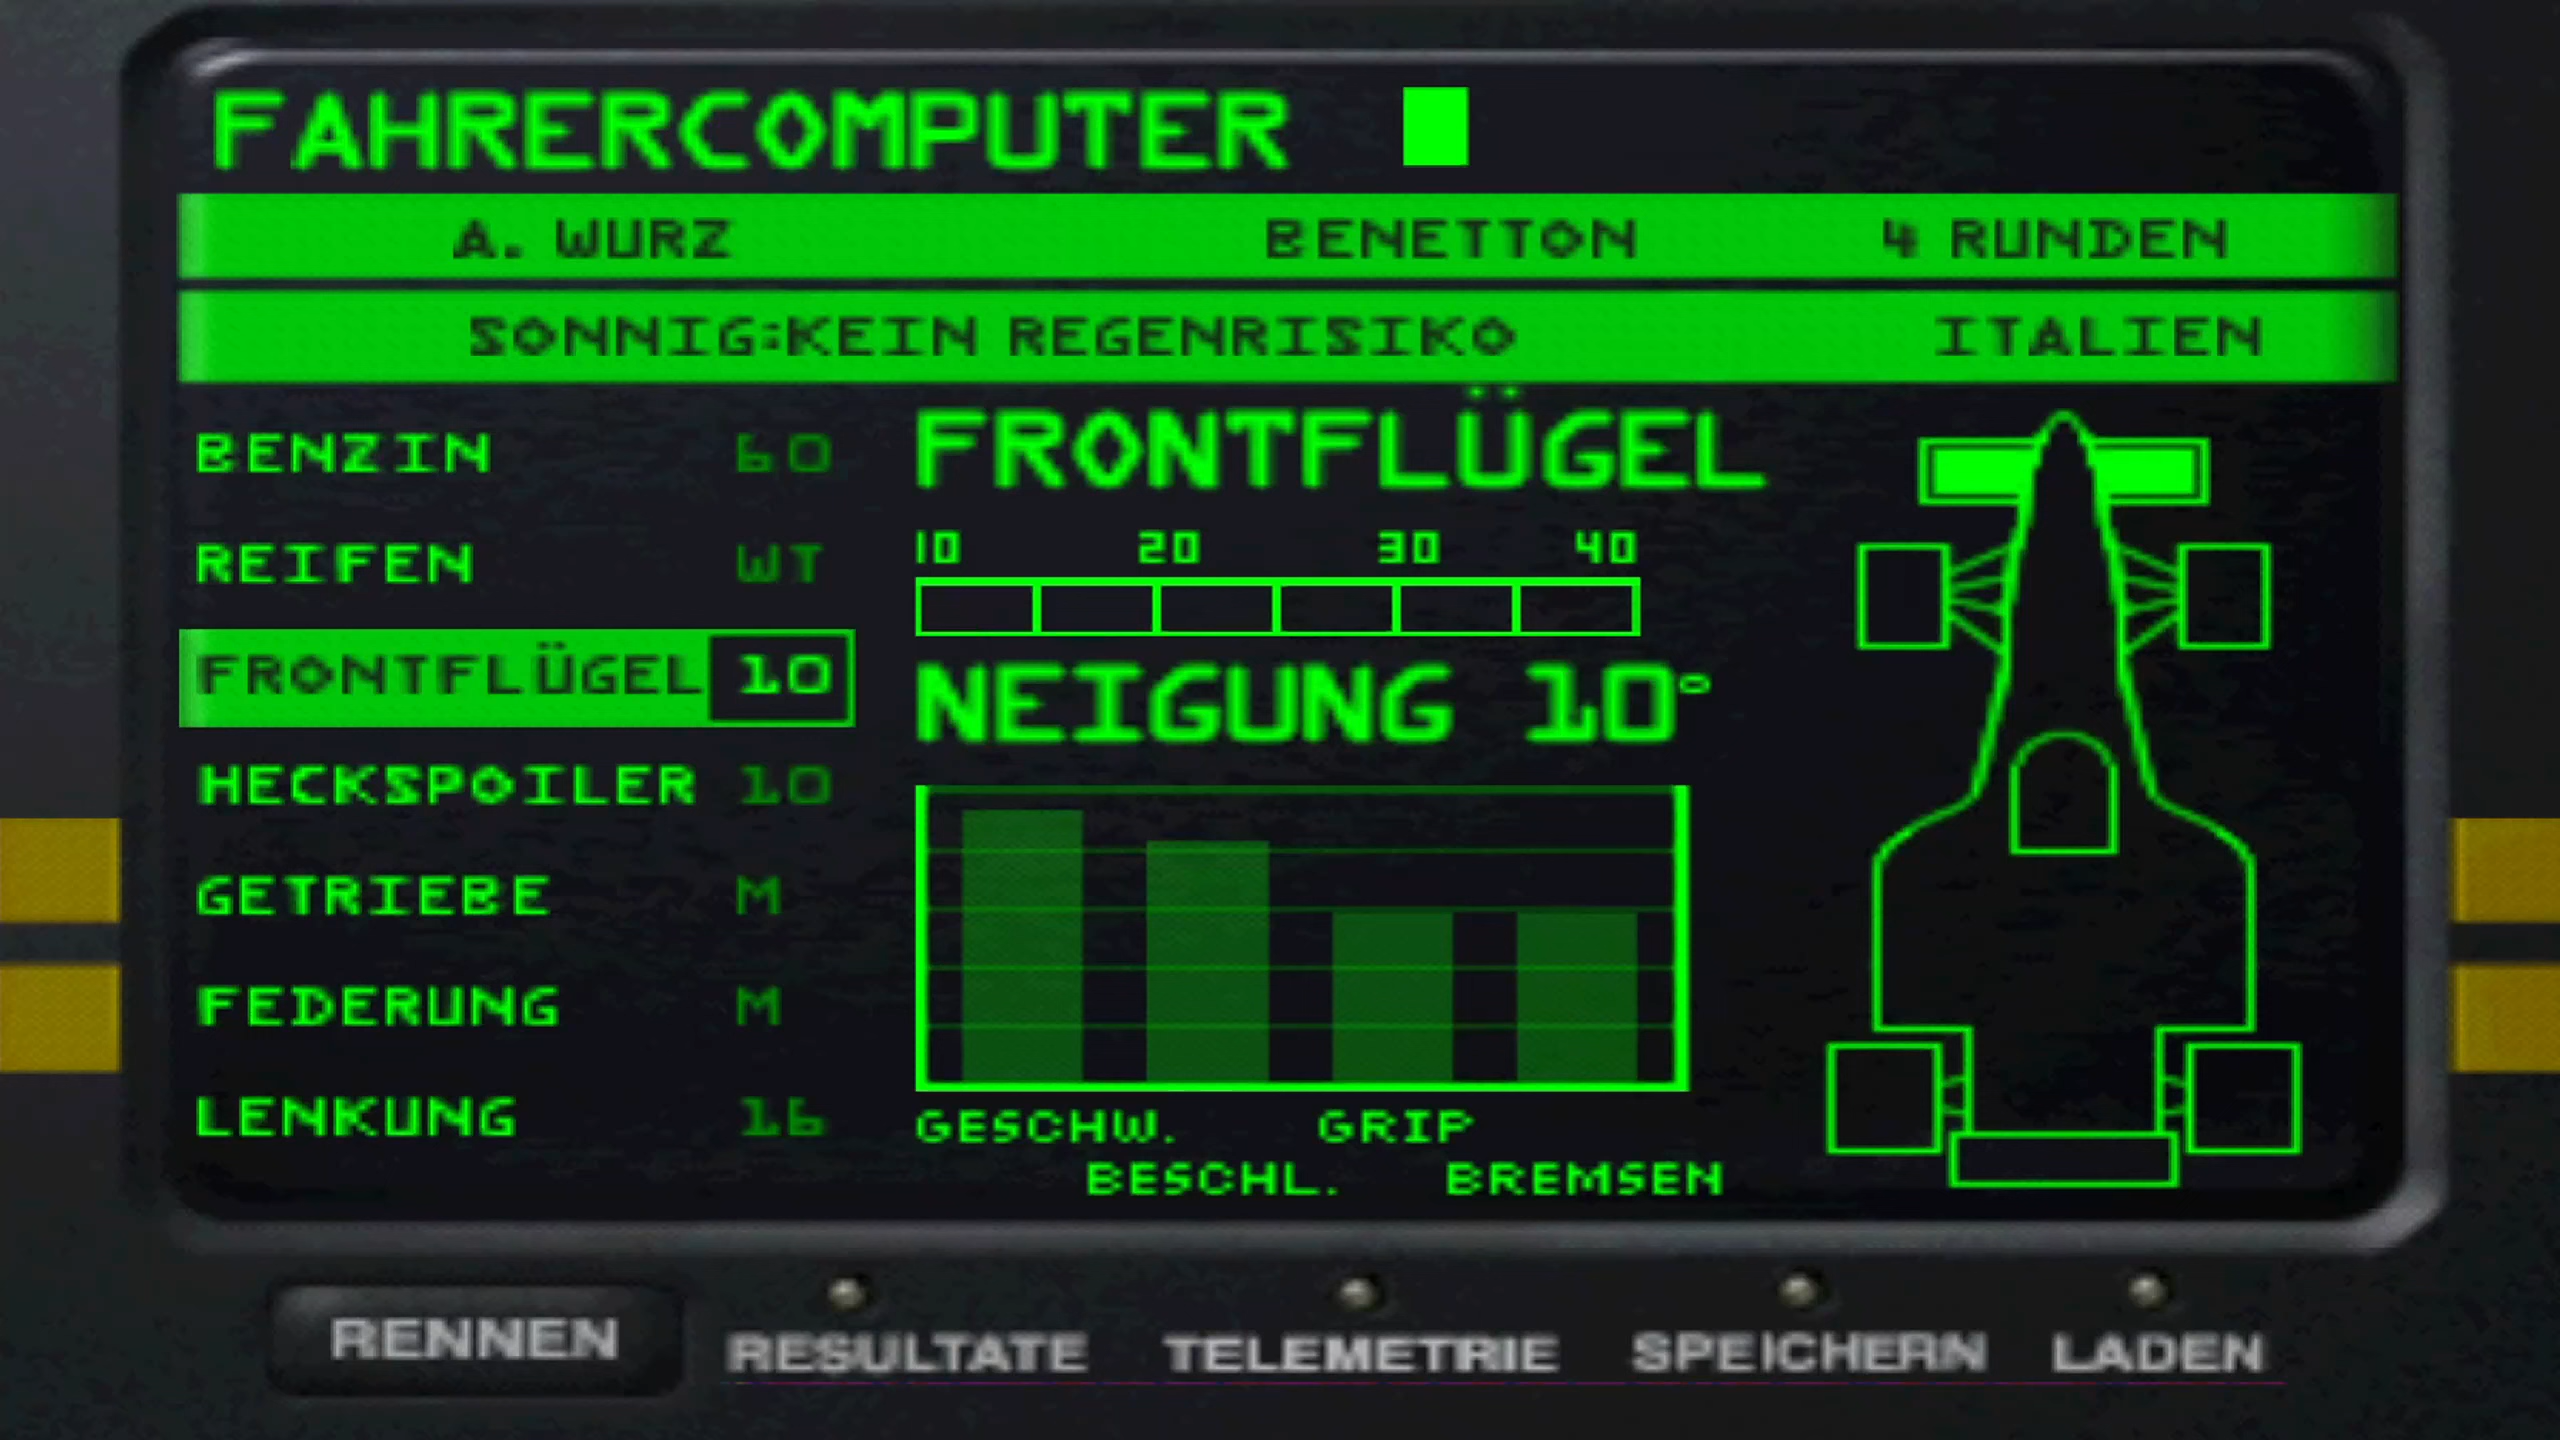 FAHRERCOMPUTER
A. WURZ BENETTON 4 RUNDEN
SONNIG:KEIN REGENRISIKO ITALIEN
BENZIN 60
REIFEN WT
FRONTFLÜGEL 10
HECKSPOILER 10
GETRIEBE M
FEDERUNG M
LENKUNG 16
FRONTFLÜGEL
10 20 30 40
NEIGUNG 10°
GESCHW. GRIP
BESCHL. BREMSEN
RENNEN RESULTATE TELEMETRIE SPEICHERN LADEN